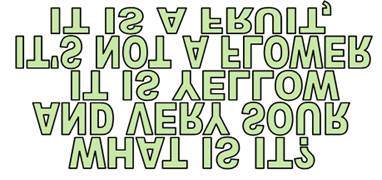 IT IS A FRUIT,
IT'S NOT A FLOWER
IT IS YELLOW
AND VERY SOUR
WHAT IS IT?